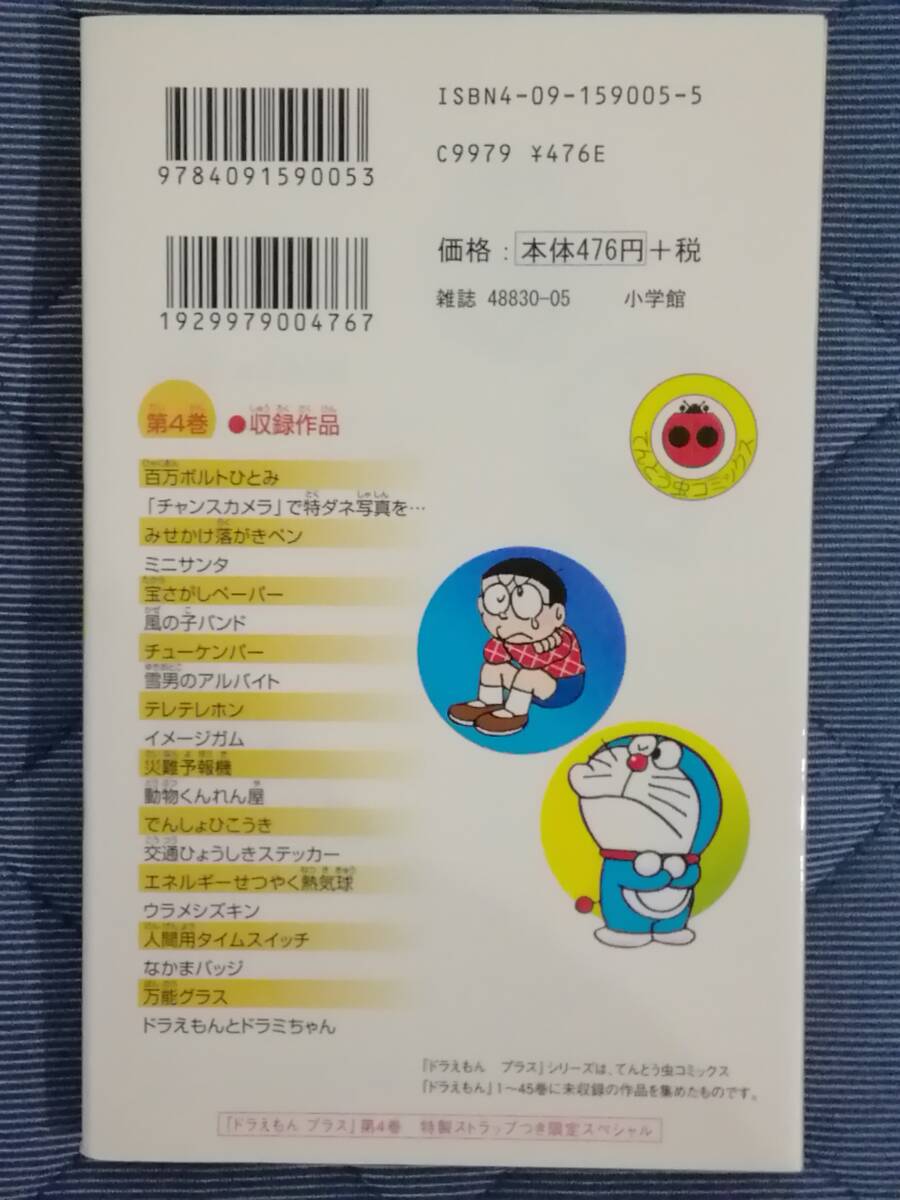 ISBN4-09-159005-5
C9979 ¥476E
9784091590053
価格：本体476円＋税
雑誌 48830-05 小学館
1929979004767
第4巻 ●収録作品
てんとう虫コミックス
百万ボルトひとみ
「チャンスカメラ」で特ダネ写真を…
みせかけ落がきペン
ミニサンタ
宝さがしペーパー
風の子バンド
チューケンパー
雪男のアルバイト
テレテレホン
イメージガム
災難予報機
動物くんれん屋
でんしょひこうき
交通ひょうしきステッカー
エネルギーせつやく熱気球
ウラメシズキン
人間用タイムスイッチ
なかまバッジ
万能グラス
ドラえもんとドラミちゃん
『ドラえもん プラス』シリーズは、てんとう虫コミックス
『ドラえもん』1～45巻に未収録の作品を集めたものです。
『ドラえもん プラス』第4巻 特製ストラップつき限定スペシャル